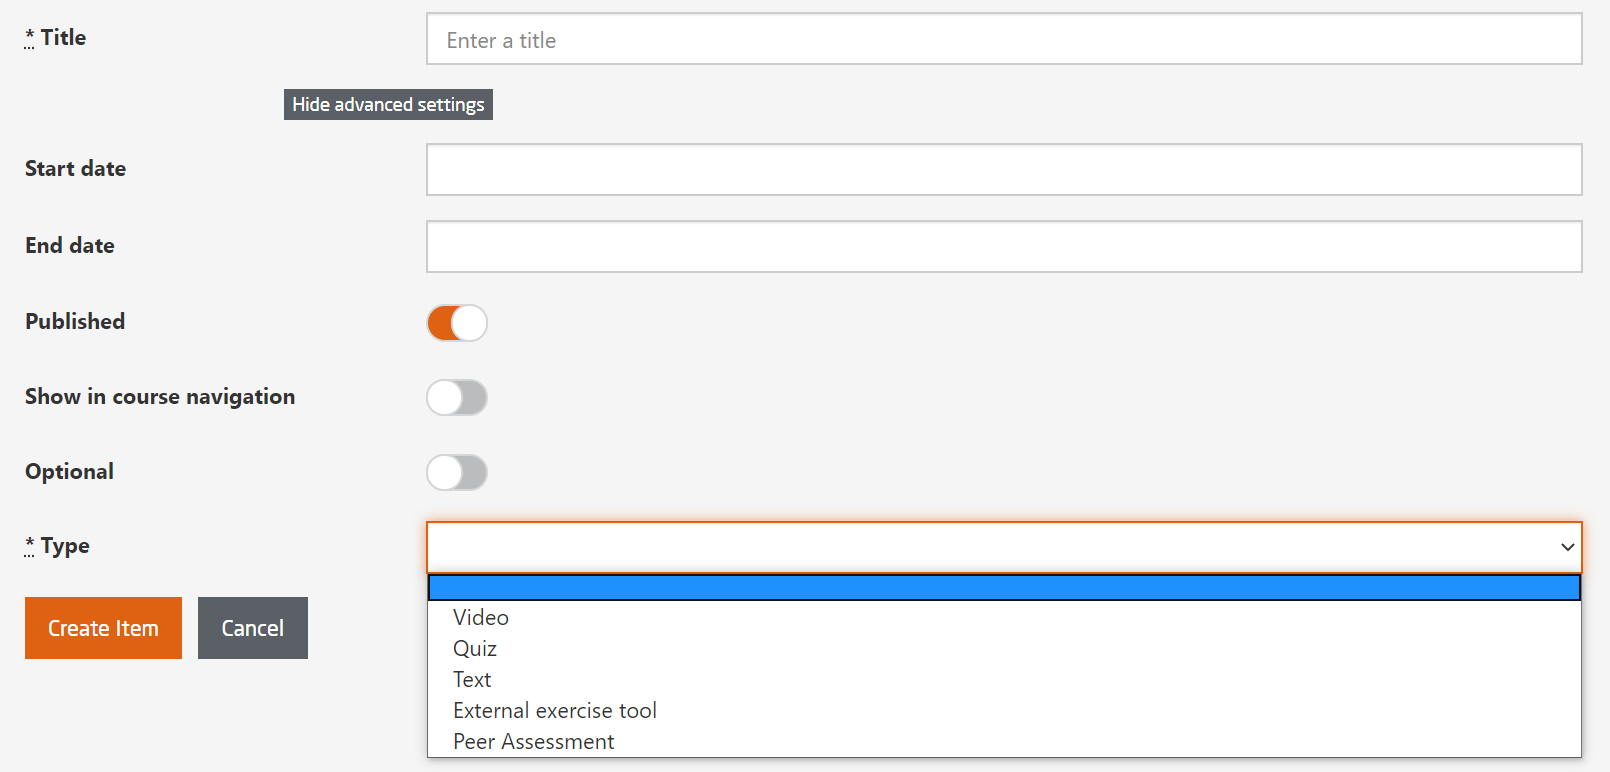 * Title
Enter a title
Hide advanced settings
Start date
End date
Published
Show in course navigation
Optional
* Type
Video
Quiz
Text
External exercise tool
Peer Assessment
Create Item
Cancel